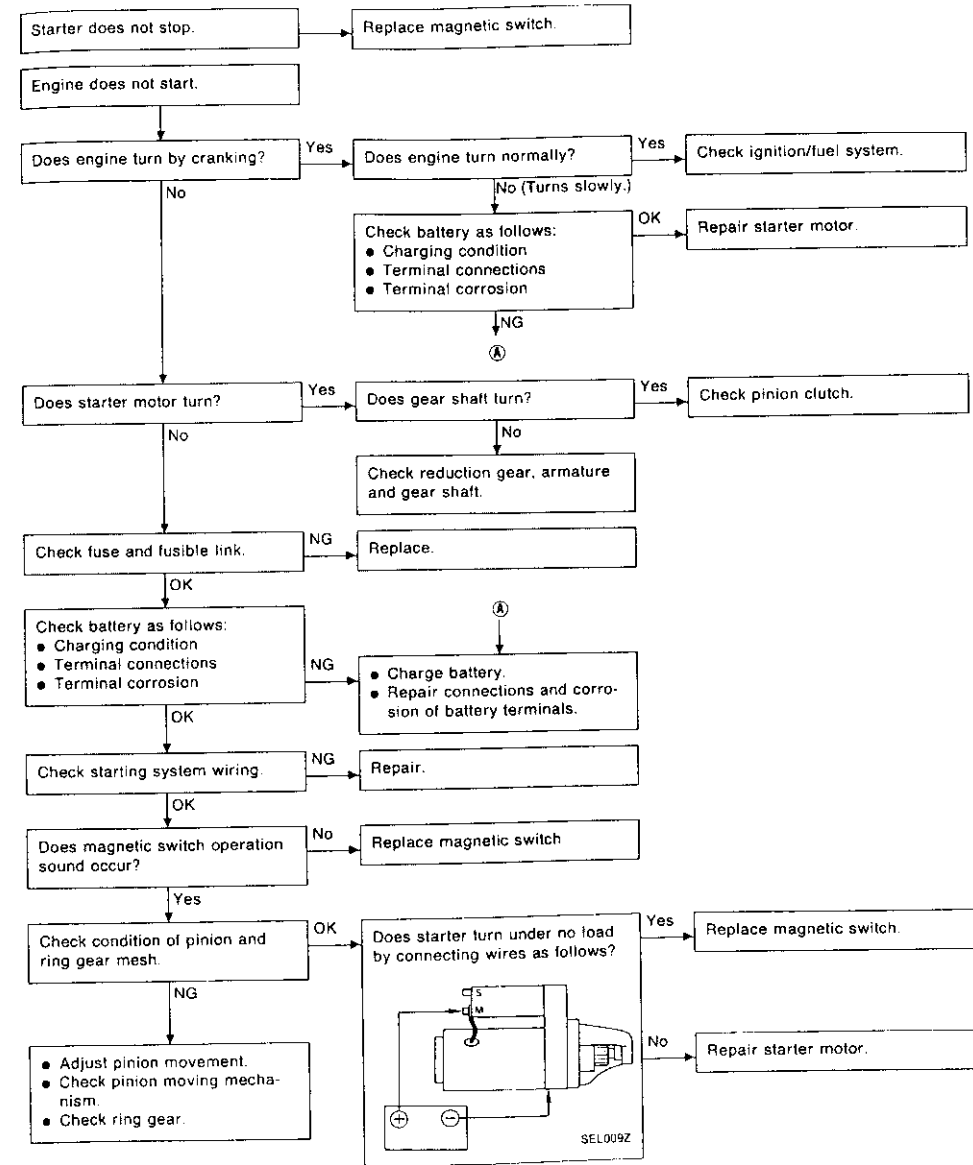 Starter does not stop.
Replace magnetic switch.
Engine does not start.
Does engine turn by cranking?
Yes
Does engine turn normally?
Yes
Check ignition/fuel system.
No
No (Turns slowly.)
Check battery as follows:
● Charging condition
● Terminal connections
● Terminal corrosion
OK
Repair starter motor.
NG
Ⓐ
Does starter motor turn?
Yes
Does gear shaft turn?
Yes
Check pinion clutch.
No
No
Check reduction gear, armature
and gear shaft.
Check fuse and fusible link.
NG
Replace.
OK
Check battery as follows:
● Charging condition
● Terminal connections
● Terminal corrosion
NG
Ⓐ
● Charge battery.
● Repair connections and corro-
sion of battery terminals.
OK
Check starting system wiring.
NG
Repair.
OK
Does magnetic switch operation
sound occur?
No
Replace magnetic switch
Yes
Check condition of pinion and
ring gear mesh.
OK
Does starter turn under no load
by connecting wires as follows?
Yes
Replace magnetic switch.
S
M
+
−
SEL009Z
No
Repair starter motor.
NG
● Adjust pinion movement.
● Check pinion moving mecha-
nism.
● Check ring gear.